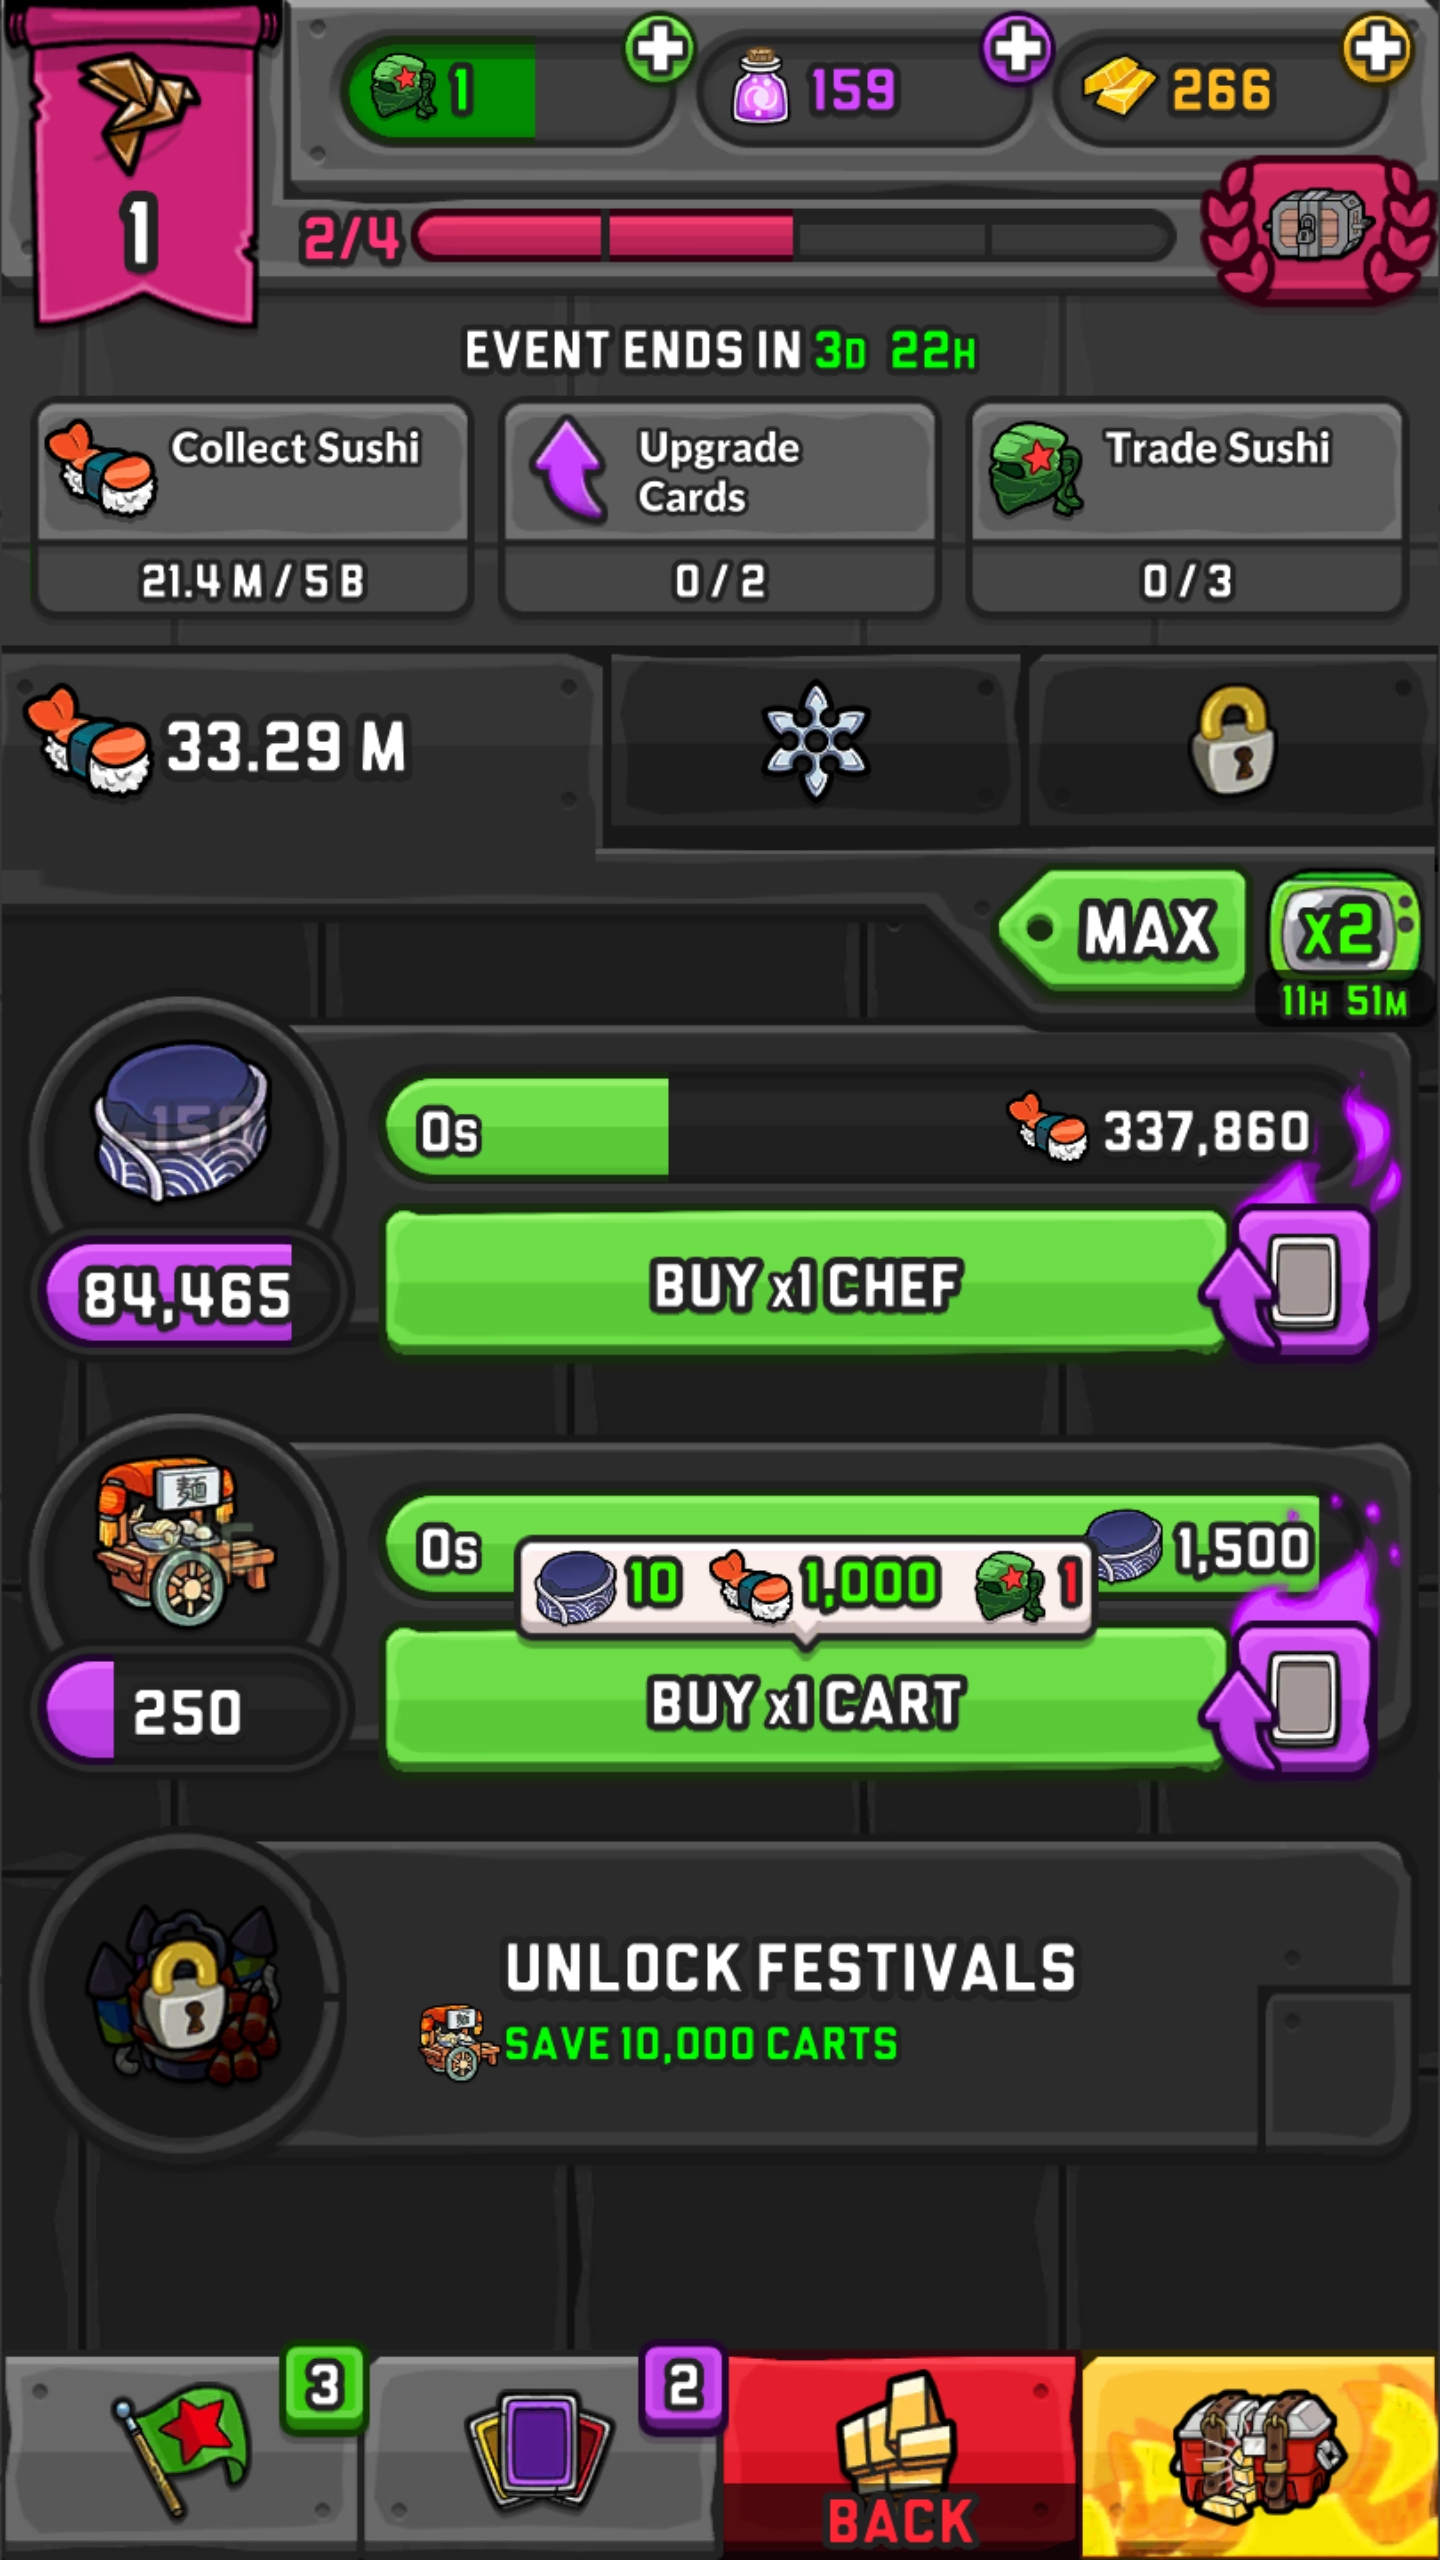 1
159
266
1
2/4
EVENT ENDS IN 3D 22H
Collect Sushi
21.4 M / 5 B
Upgrade
Cards
0 / 2
Trade Sushi
0 / 3
33.29 M
MAX
x2
11H 51M
0s
337,860
84,465
BUY x1 CHEF
麺
0s
1,500
10 1,000 1
250
BUY x1 CART
UNLOCK FESTIVALS
SAVE 10,000 CARTS
3
2
BACK